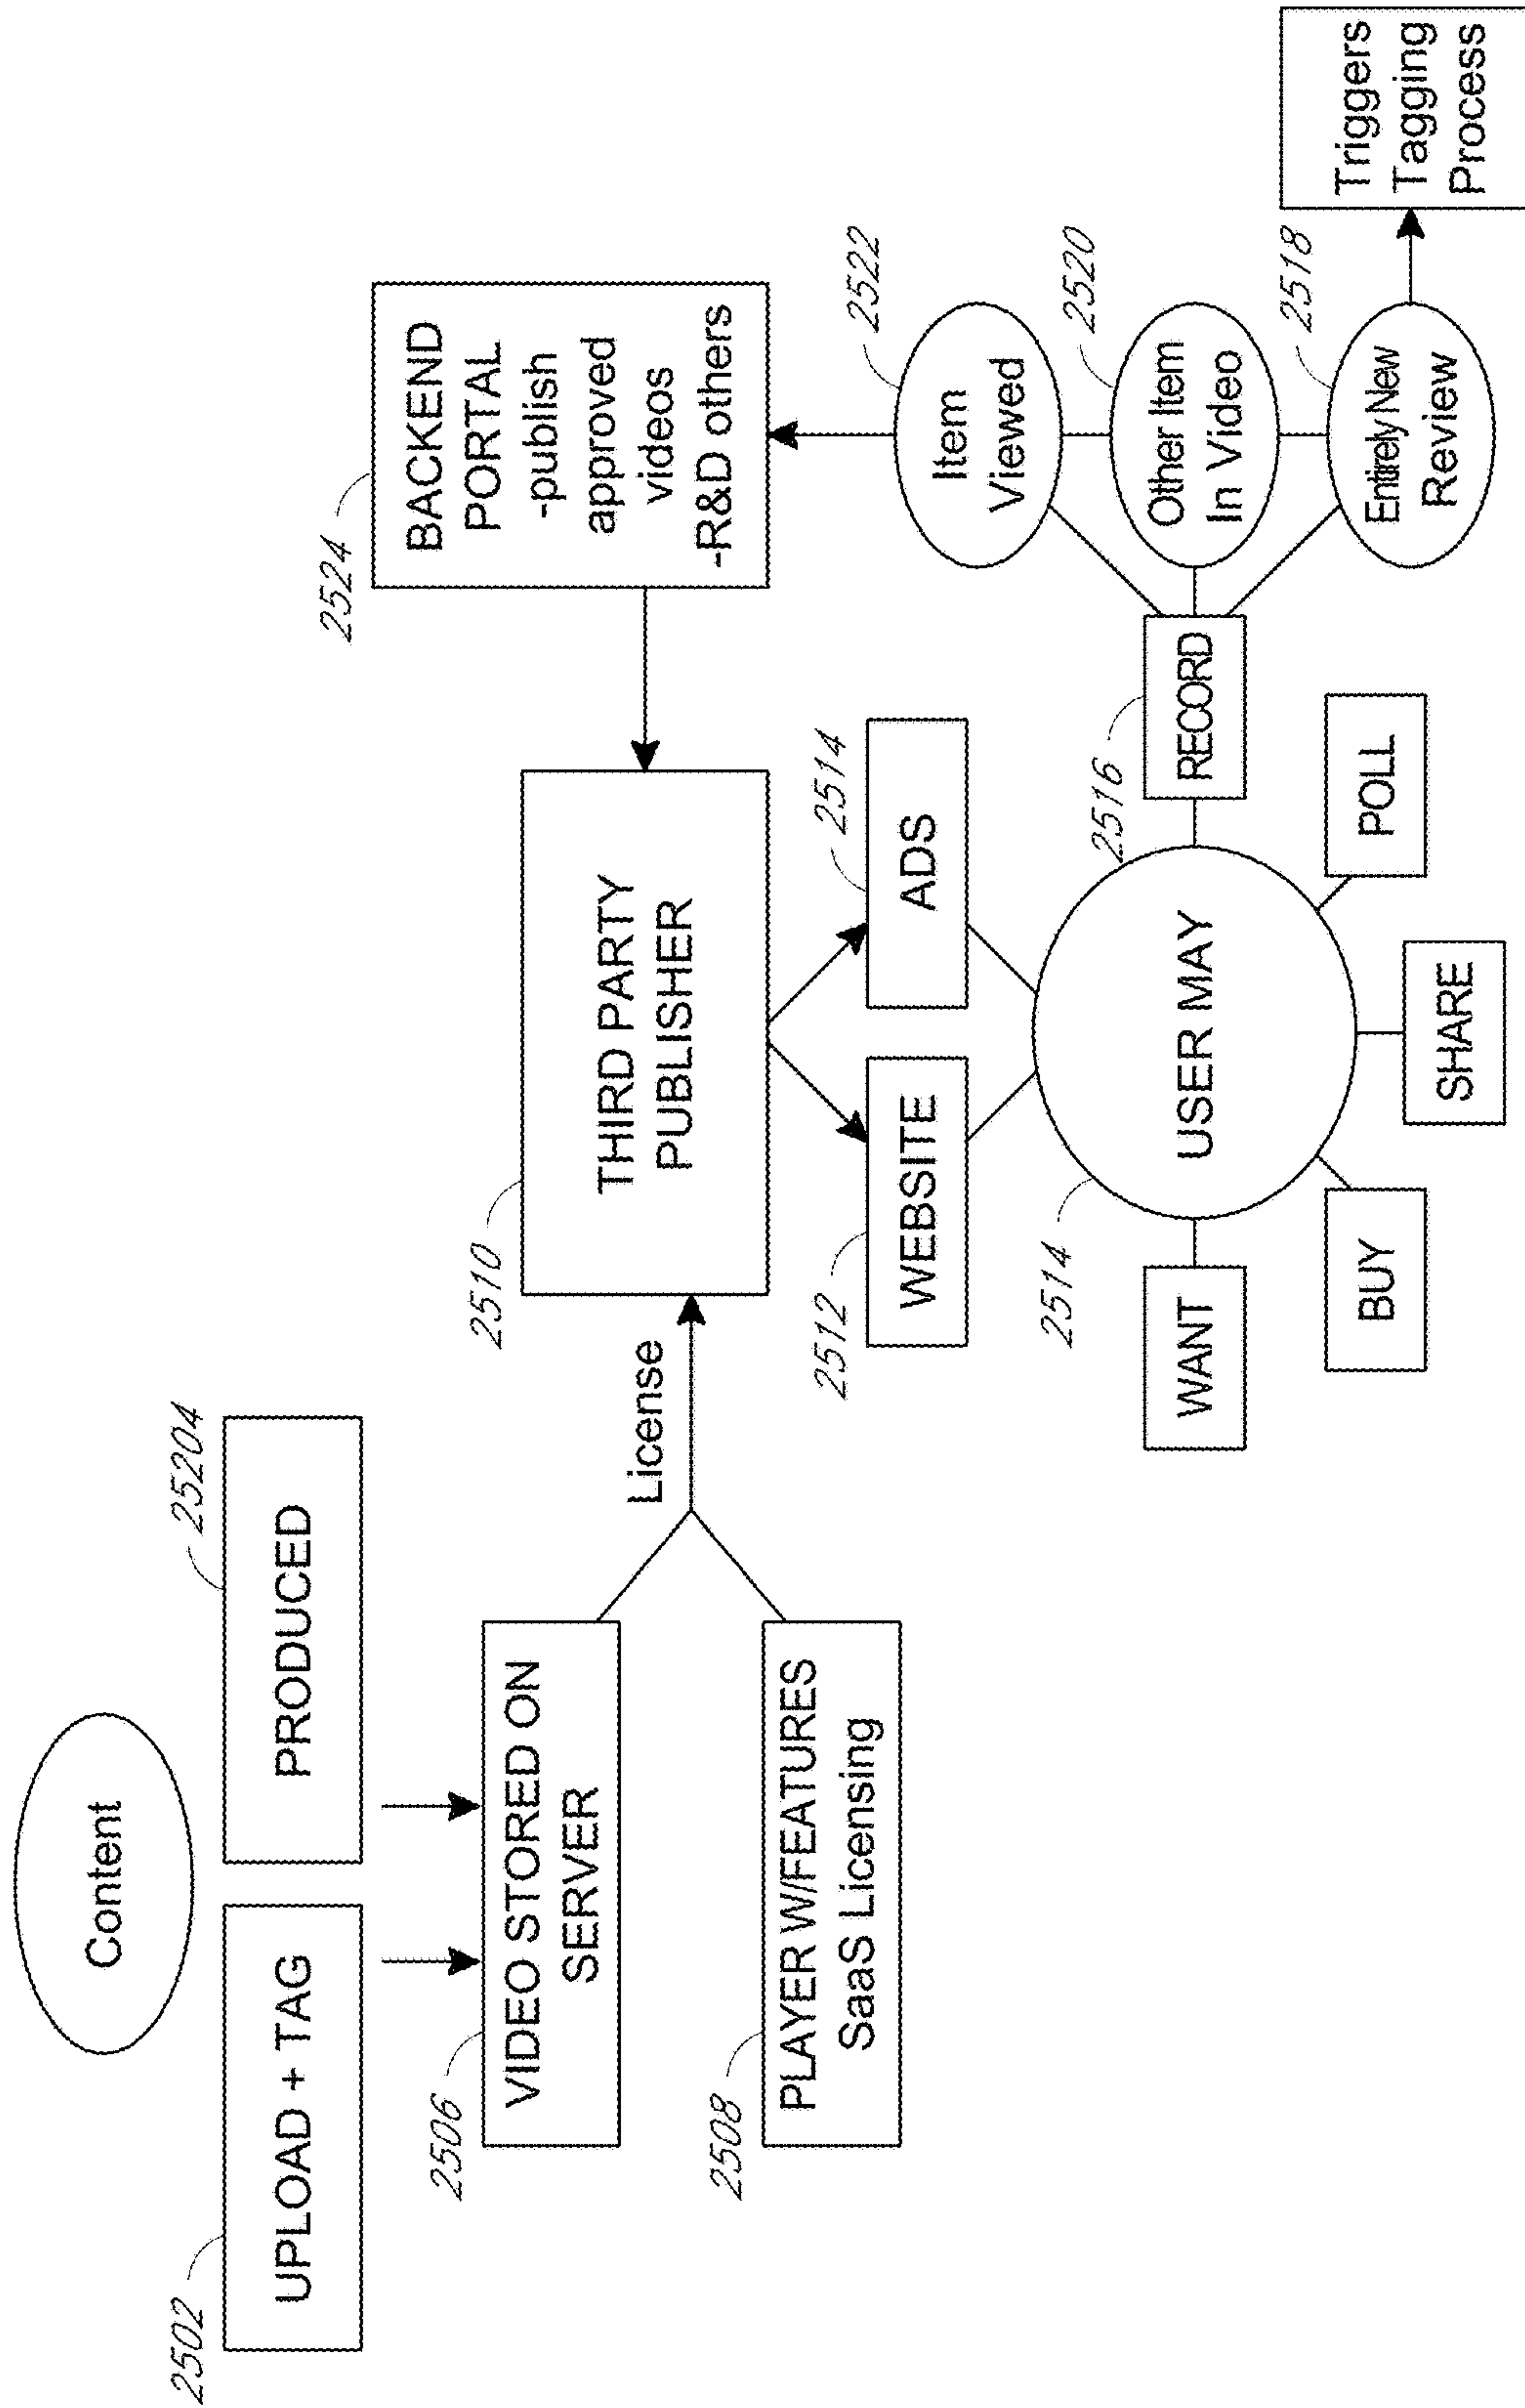 Content
2502
UPLOAD + TAG
25204
PRODUCED
2506
VIDEO STORED ON
SERVER
2508
PLAYER W/FEATURES
SaaS Licensing
License
2510
THIRD PARTY
PUBLISHER
2524
BACKEND
PORTAL
-publish
approved
videos
-R&D others
2512
WEBSITE
2514
ADS
2514
USER MAY
WANT
BUY
SHARE
POLL
2516
RECORD
2522
Item
Viewed
2520
Other Item
In Video
2518
Entirely New
Review
Triggers
Tagging
Process